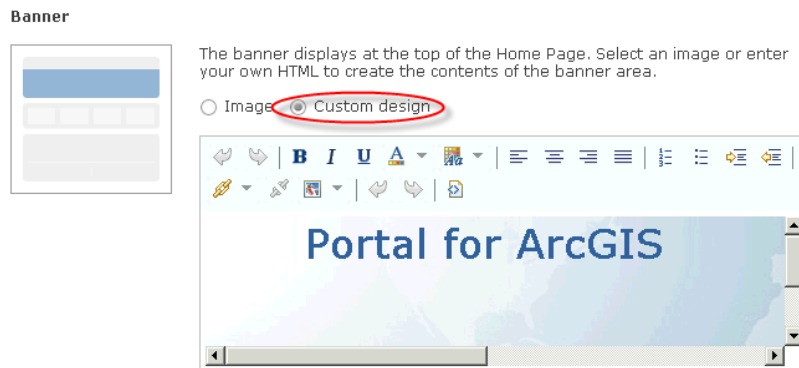 Banner
The banner displays at the top of the Home Page. Select an image or enter
your own HTML to create the contents of the banner area.
Image Custom design
B I U A Aa
Portal for ArcGIS